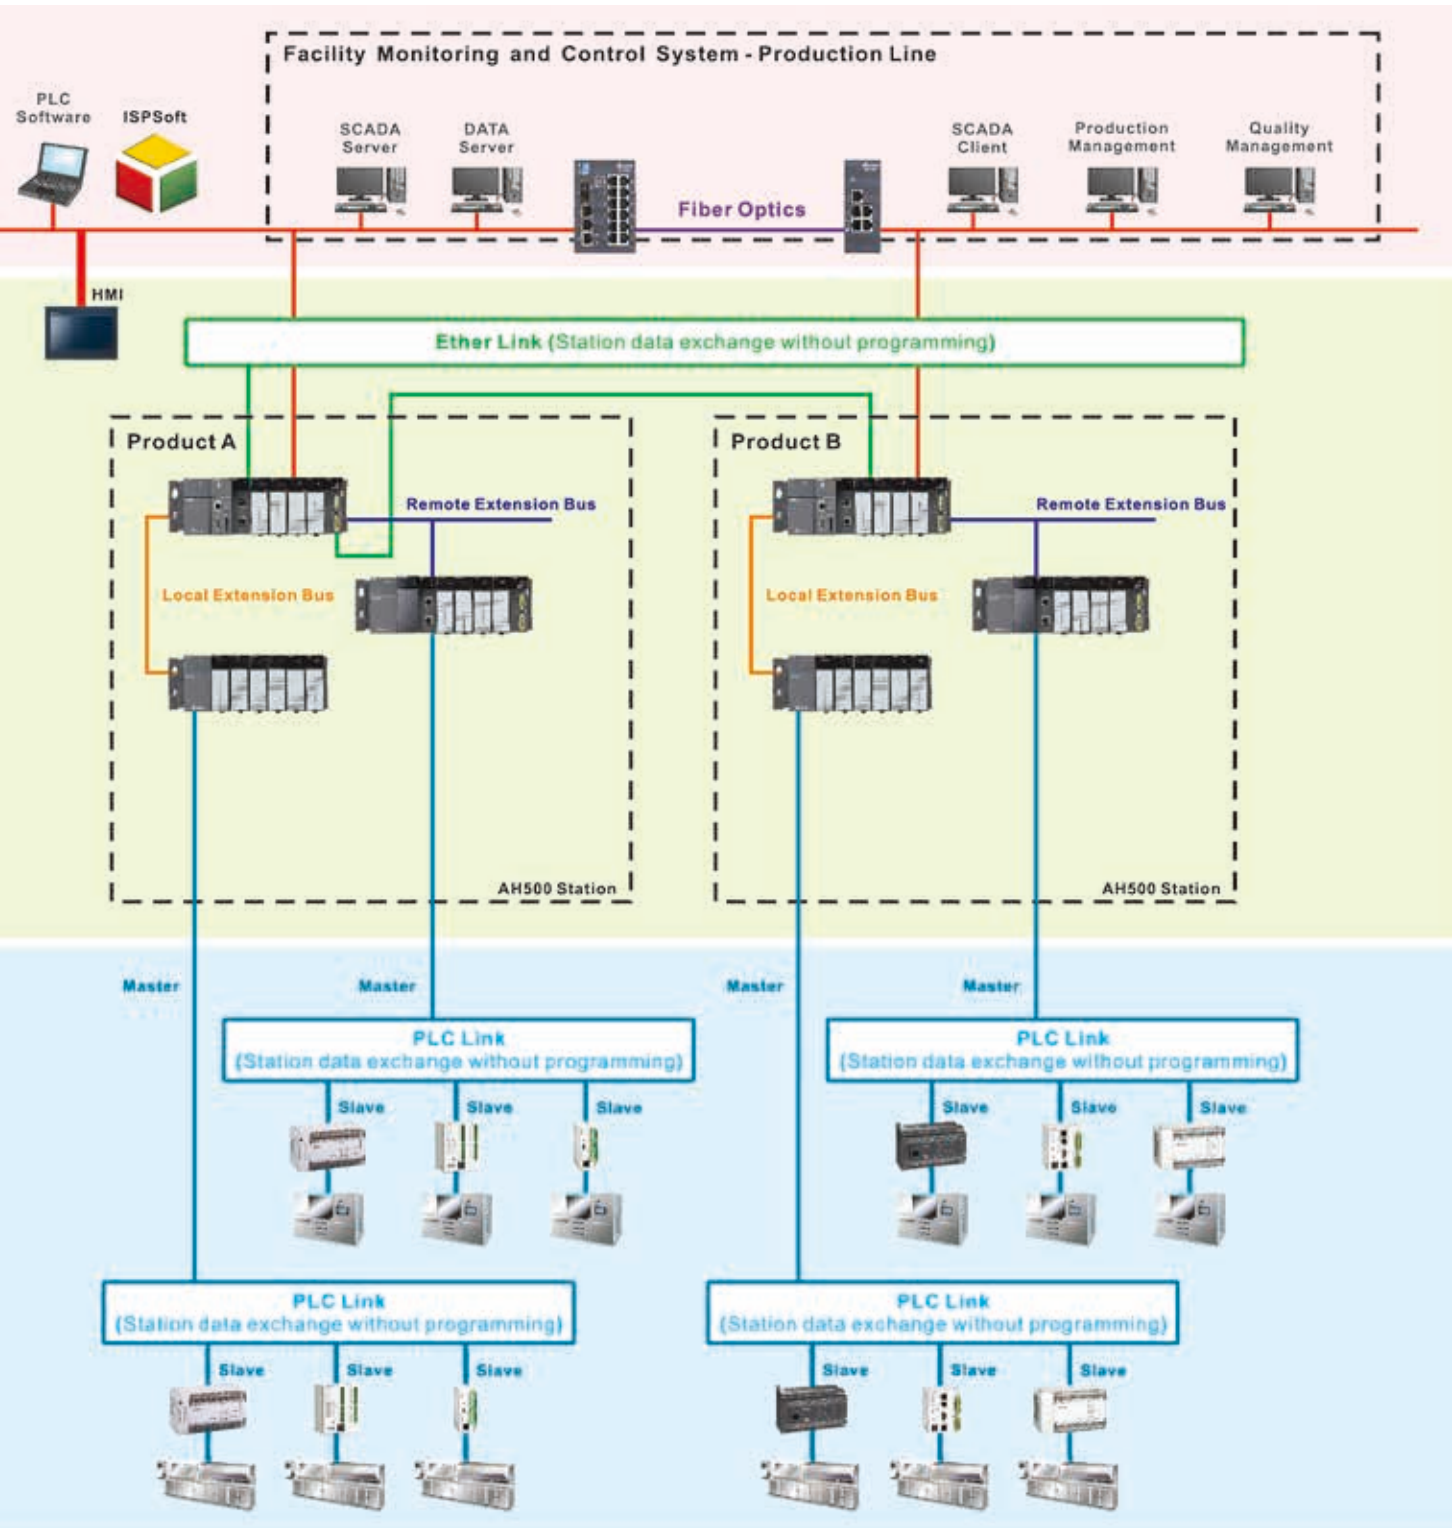 Facility Monitoring and Control System - Production Line
PLC
Software
ISPSoft
SCADA
Server
DATA
Server
Fiber Optics
SCADA
Client
Production
Management
Quality
Management
HMI
Ether Link (Station data exchange without programming)
Product A
Remote Extension Bus
Local Extension Bus
AH500 Station
Product B
Remote Extension Bus
Local Extension Bus
AH500 Station
Master
Master
Master
Master
PLC Link
(Station data exchange without programming)
Slave
Slave
Slave
PLC Link
(Station data exchange without programming)
Slave
Slave
Slave
PLC Link
(Station data exchange without programming)
Slave
Slave
Slave
PLC Link
(Station data exchange without programming)
Slave
Slave
Slave